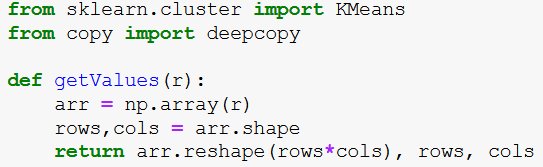 from sklearn.cluster import KMeans
from copy import deepcopy
def getValues(r):
    arr = np.array(r)
    rows,cols = arr.shape
    return arr.reshape(rows*cols), rows, cols